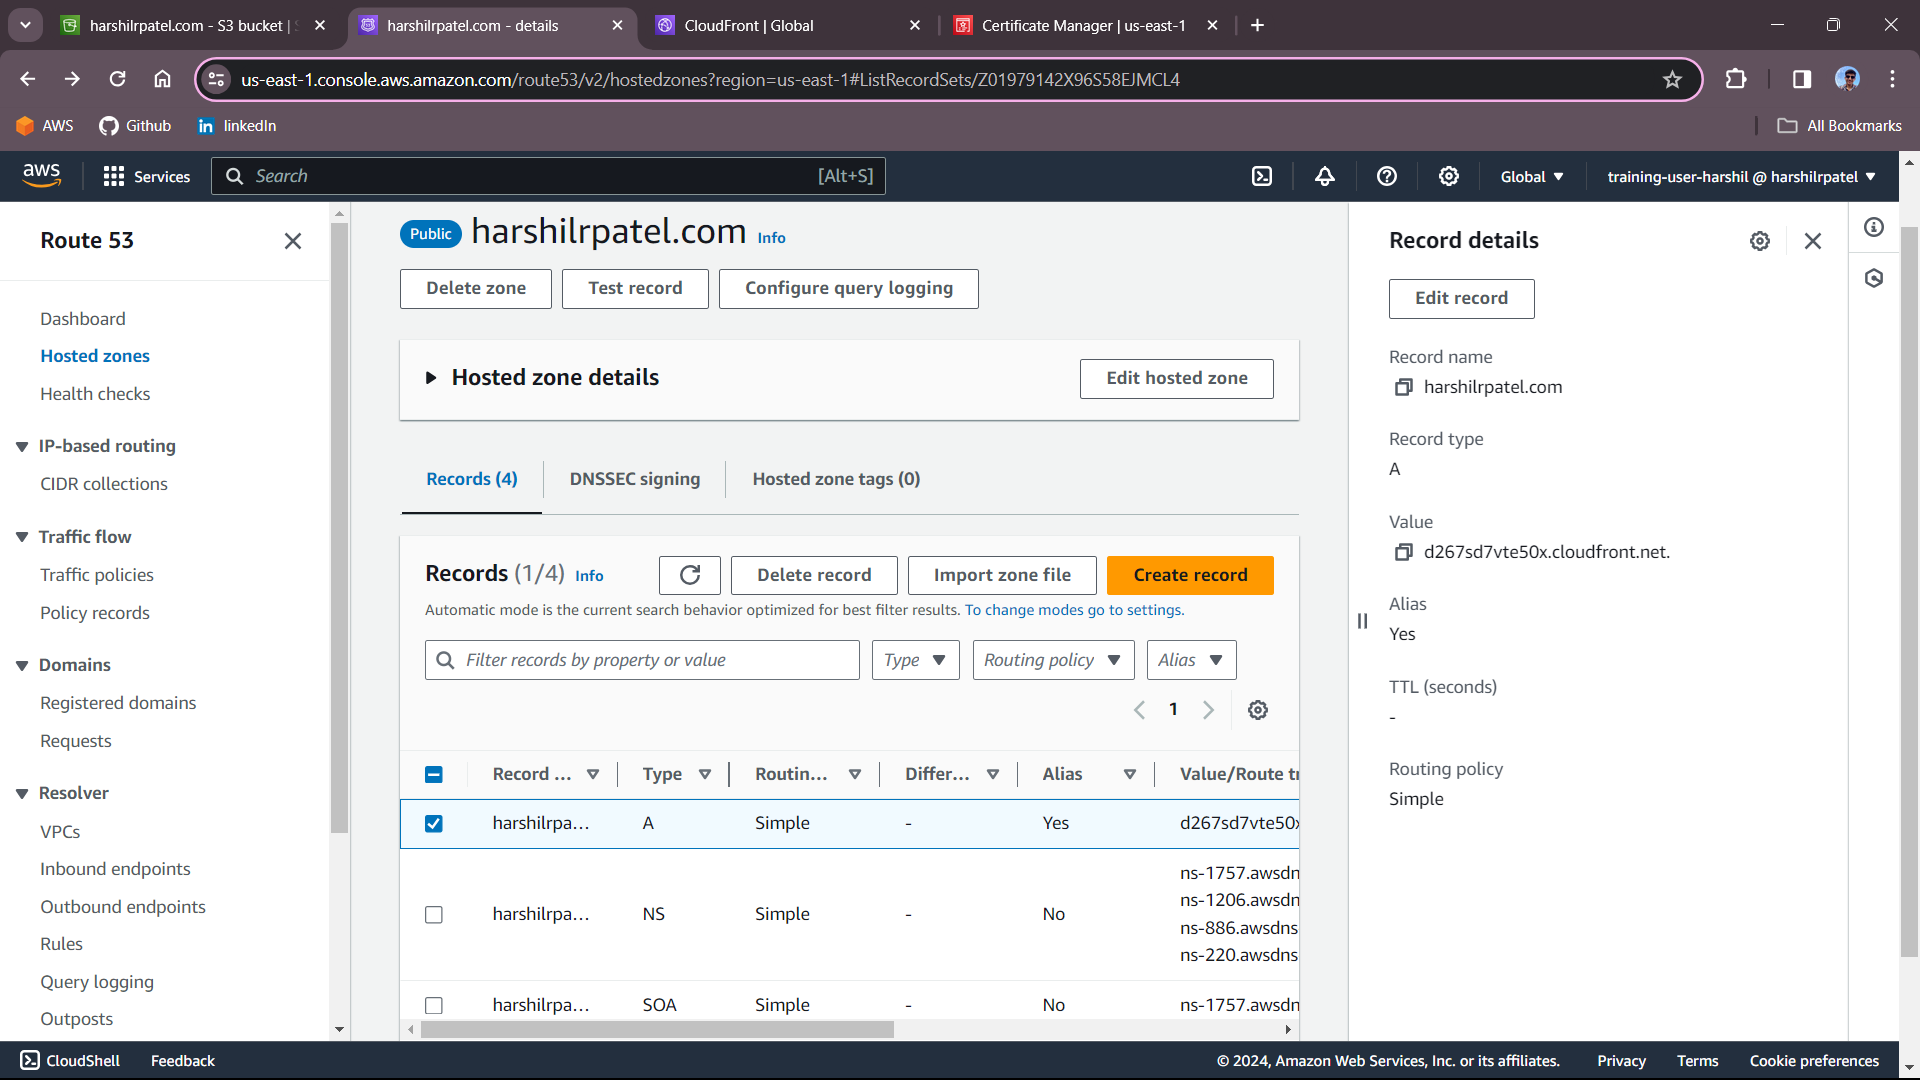 harshilrpatel.com - S3 bucket |
harshilrpatel.com - details
CloudFront | Global
Certificate Manager | us-east-1
us-east-1.console.aws.amazon.com/route53/v2/hostedzones?region=us-east-1#ListRecordSets/Z01979142X96S58EJMCL4
AWS
Github
linkedIn
All Bookmarks
aws
Services
Search
[Alt+S]
Global
training-user-harshil @ harshilrpatel
Route 53
Dashboard
Hosted zones
Health checks
IP-based routing
CIDR collections
Traffic flow
Traffic policies
Policy records
Domains
Registered domains
Requests
Resolver
VPCs
Inbound endpoints
Outbound endpoints
Rules
Query logging
Outposts
Public harshilrpatel.com Info
Delete zone
Test record
Configure query logging
Hosted zone details
Edit hosted zone
Records (4)
DNSSEC signing
Hosted zone tags (0)
Records (1/4) Info
Delete record
Import zone file
Create record
Automatic mode is the current search behavior optimized for best filter results. To change modes go to settings.
Filter records by property or value
Type
Routing policy
Alias
1
Record ... Type Routin... Differ... Alias Value/Route tr
harshilrpa... A Simple - Yes d267sd7vte50x
harshilrpa... NS Simple - No
ns-1757.awsdn
ns-1206.awsdn
ns-886.awsdns
ns-220.awsdns
harshilrpa... SOA Simple - No ns-1757.awsdn
Record details
Edit record
Record name
harshilrpatel.com
Record type
A
Value
d267sd7vte50x.cloudfront.net.
Alias
Yes
TTL (seconds)
-
Routing policy
Simple
CloudShell
Feedback
© 2024, Amazon Web Services, Inc. or its affiliates.
Privacy
Terms
Cookie preferences